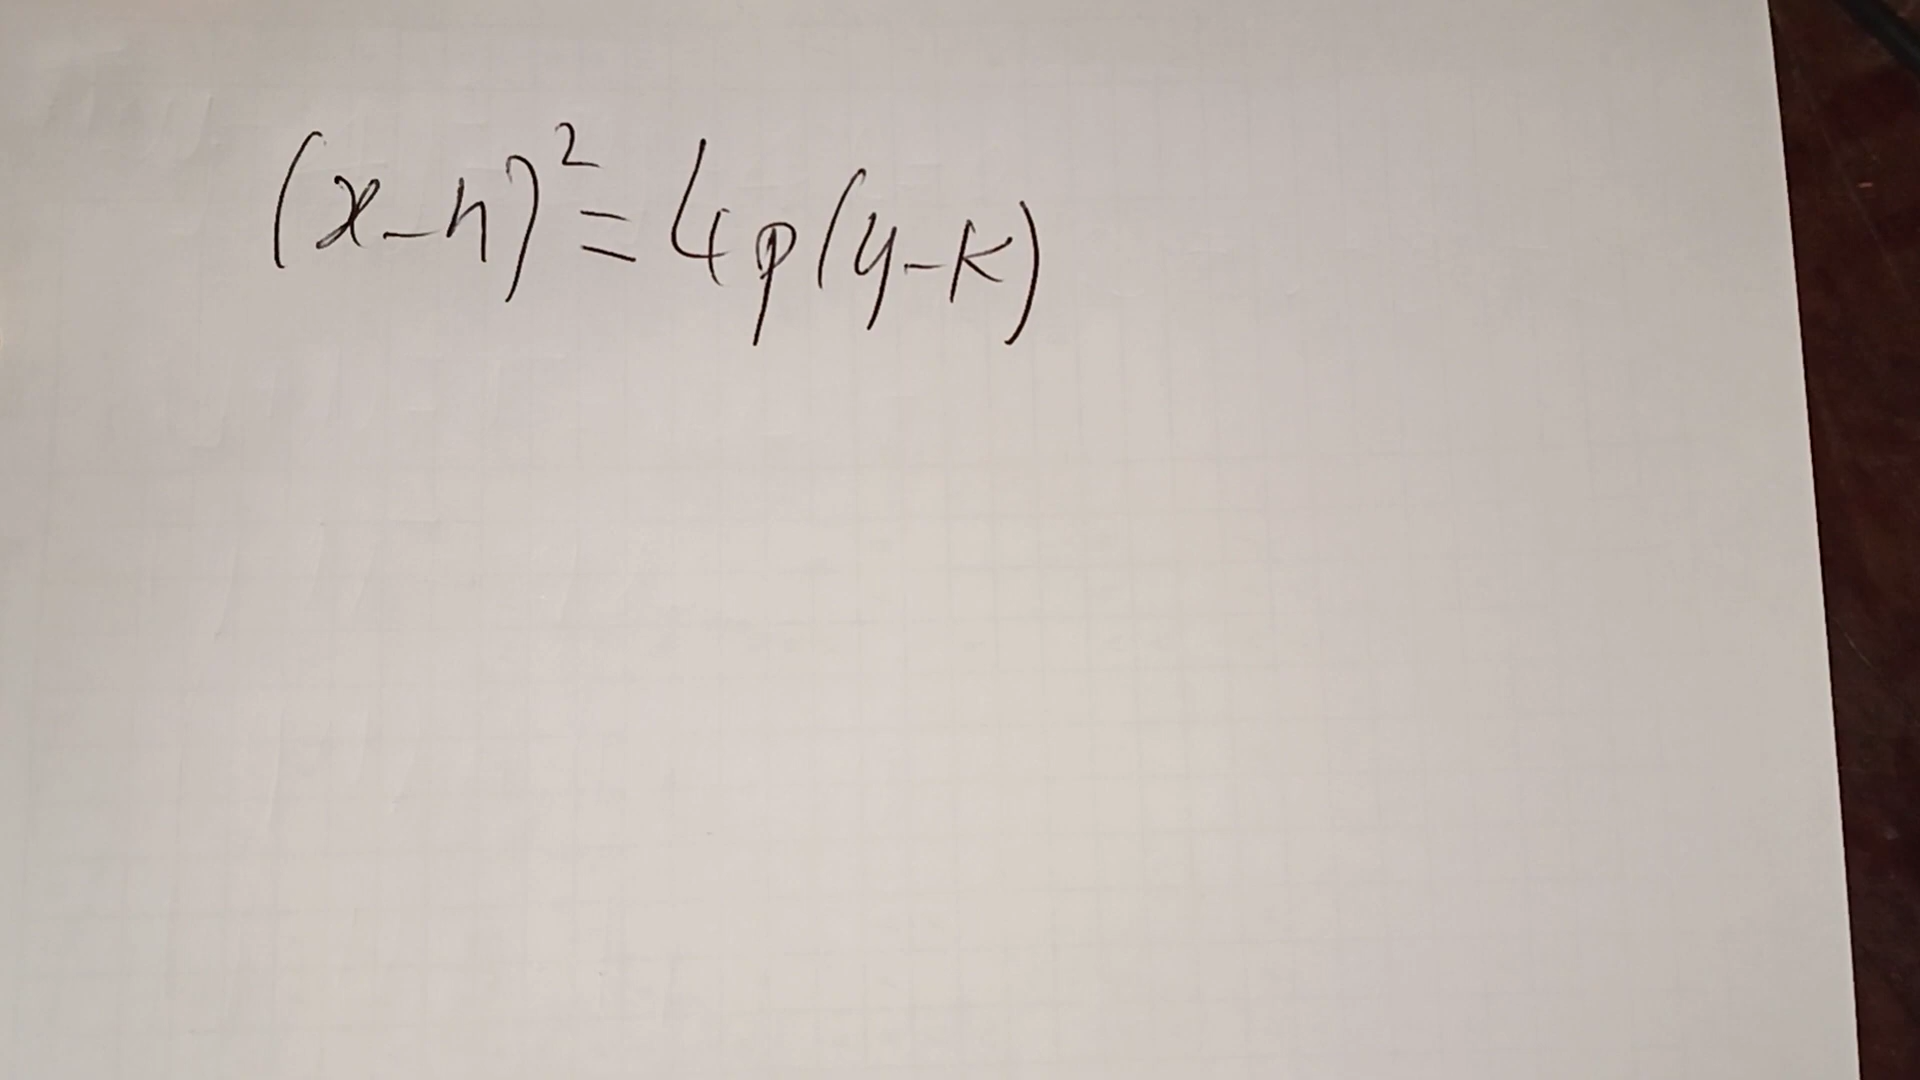 (x-h)² = 4p(y-k)